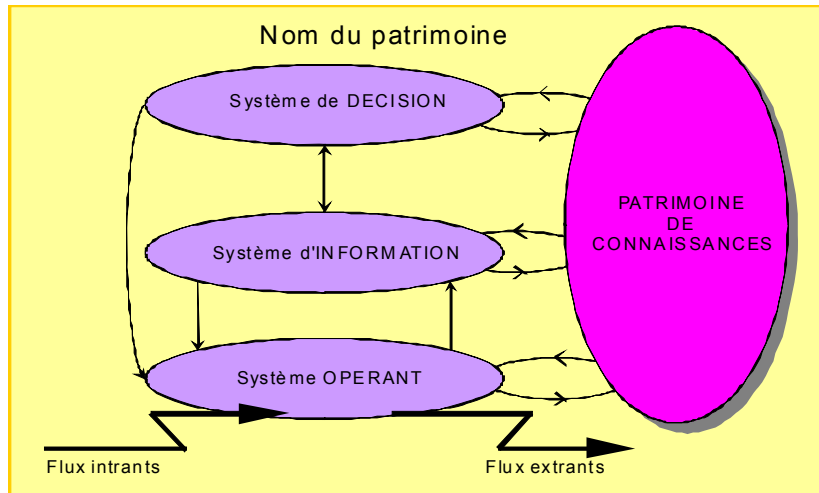 Nom du patrimoine
Système de DECISION
PATRIMOINE
DE
CONNAISSANCES
Système d'INFORMATION
Système OPERANT
Flux intrants
Flux extrants